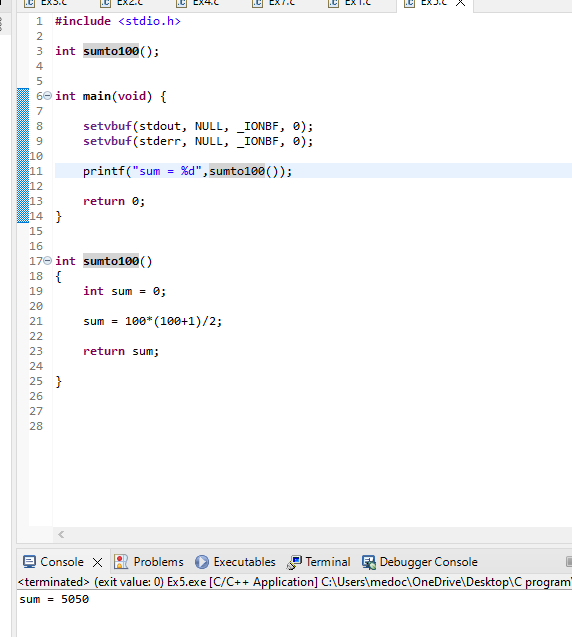 Ex3.c Ex2.c Ex4.c Ex7.c Ex1.c Ex5.c
1 #include <stdio.h>
2
3 int sumto100();
4
5
6 int main(void) {
7
8 setvbuf(stdout, NULL, _IONBF, 0);
9 setvbuf(stderr, NULL, _IONBF, 0);
10
11 printf("sum = %d",sumto100());
12
13 return 0;
14 }
15
16
17 int sumto100()
18 {
19 int sum = 0;
20
21 sum = 100*(100+1)/2;
22
23 return sum;
24
25 }
26
27
28
Console Problems Executables Terminal Debugger Console
<terminated> (exit value: 0) Ex5.exe [C/C++ Application] C:\Users\medoc\OneDrive\Desktop\C program\
sum = 5050